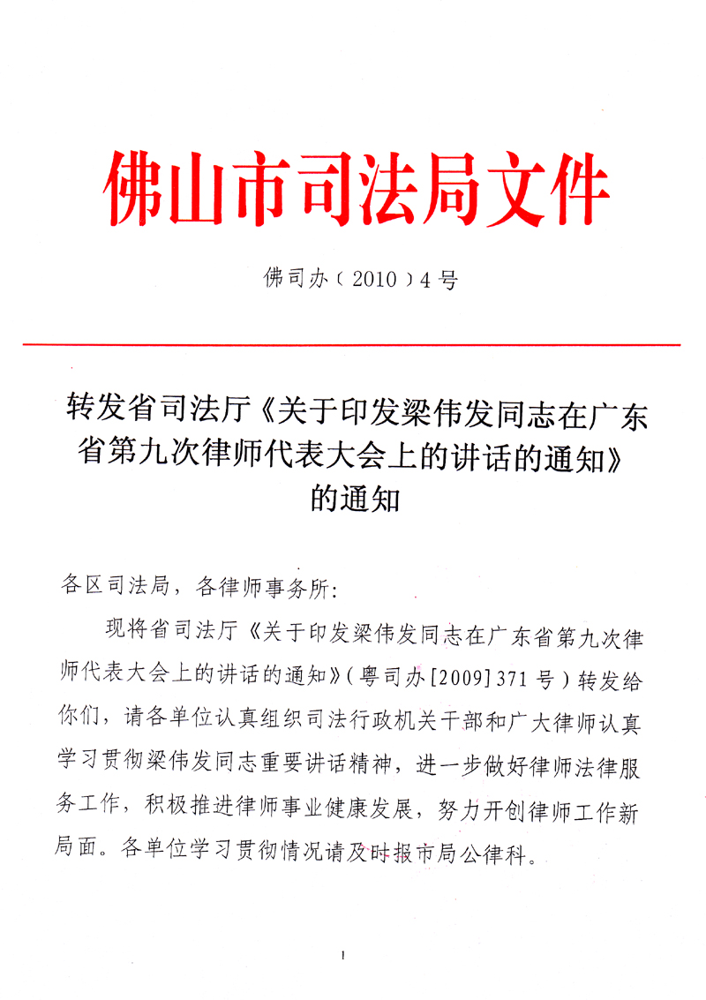 佛山市司法局文件
佛司办﹝2010﹞4号
转发省司法厅《关于印发梁伟发同志在广东
省第九次律师代表大会上的讲话的通知》
的通知
各区司法局，各律师事务所：
现将省司法厅《关于印发梁伟发同志在广东省第九次律
师代表大会上的讲话的通知》（粤司办[2009]371号）转发给
你们，请各单位认真组织司法行政机关干部和广大律师认真
学习贯彻梁伟发同志重要讲话精神，进一步做好律师法律服
务工作，积极推进律师事业健康发展，努力开创律师工作新
局面。各单位学习贯彻情况请及时报市局公律科。
1